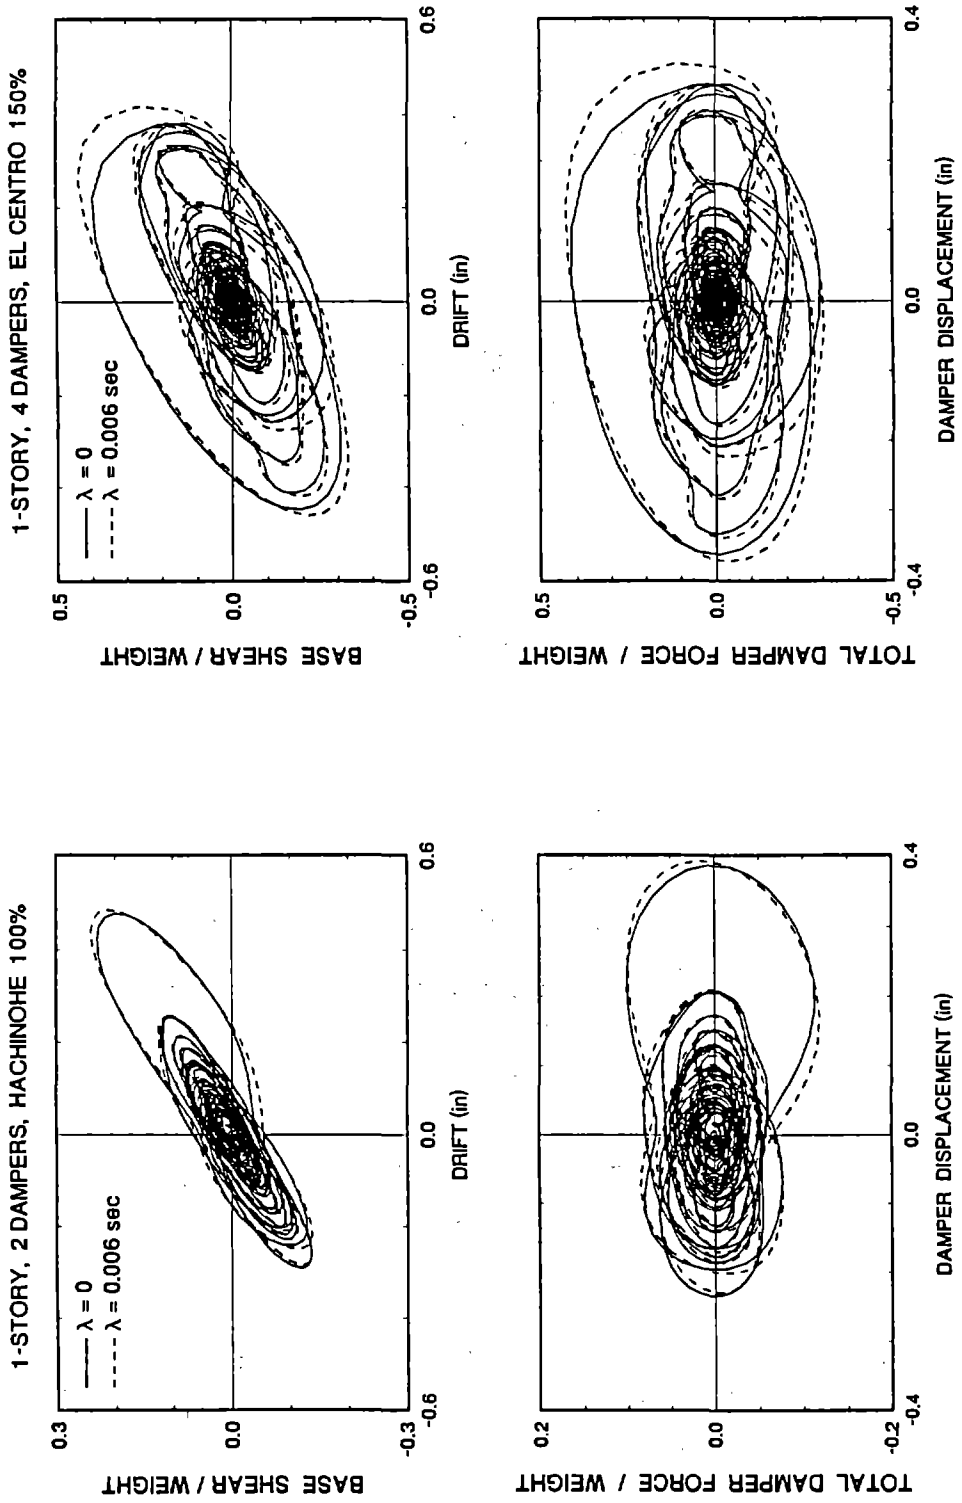 1-STORY, 2 DAMPERS, HACHINOHE 100%
λ = 0
λ = 0.006 sec
BASE SHEAR / WEIGHT
0.3
0.0
-0.3
-0.6
0.0
0.6
DRIFT (in)
TOTAL DAMPER FORCE / WEIGHT
0.2
0.0
-0.2
-0.4
0.0
0.4
DAMPER DISPLACEMENT (in)
1-STORY, 4 DAMPERS, EL CENTRO 150%
λ = 0
λ = 0.006 sec
BASE SHEAR / WEIGHT
0.5
0.0
-0.5
-0.6
0.0
0.6
DRIFT (in)
TOTAL DAMPER FORCE / WEIGHT
0.5
0.0
-0.5
-0.4
0.0
0.4
DAMPER DISPLACEMENT (in)